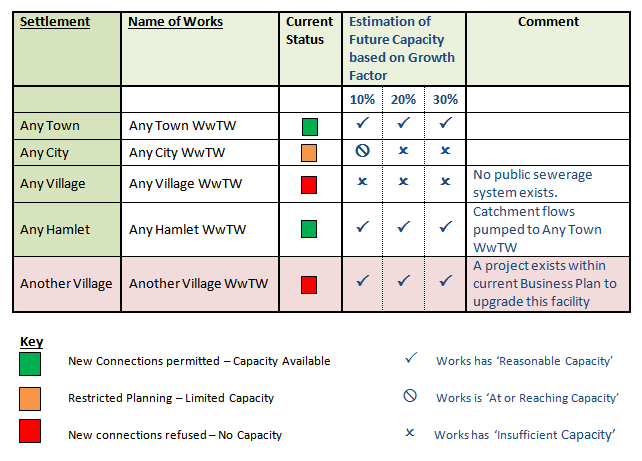 Settlement Name of Works Current Status Estimation of Future Capacity based on Growth Factor Comment
10% 20% 30%
Any Town Any Town WwTW ✓ ✓ ✓
Any City Any City WwTW 🛇 × ×
Any Village Any Village WwTW × × × No public sewerage system exists.
Any Hamlet Any Hamlet WwTW ✓ ✓ ✓ Catchment flows pumped to Any Town WwTW
Another Village Another Village WwTW ✓ ✓ ✓ A project exists within current Business Plan to upgrade this facility
Key
New Connections permitted – Capacity Available ✓ Works has ‘Reasonable Capacity’
Restricted Planning – Limited Capacity 🛇 Works is ‘At or Reaching Capacity’
New connections refused – No Capacity × Works has ‘Insufficient Capacity’